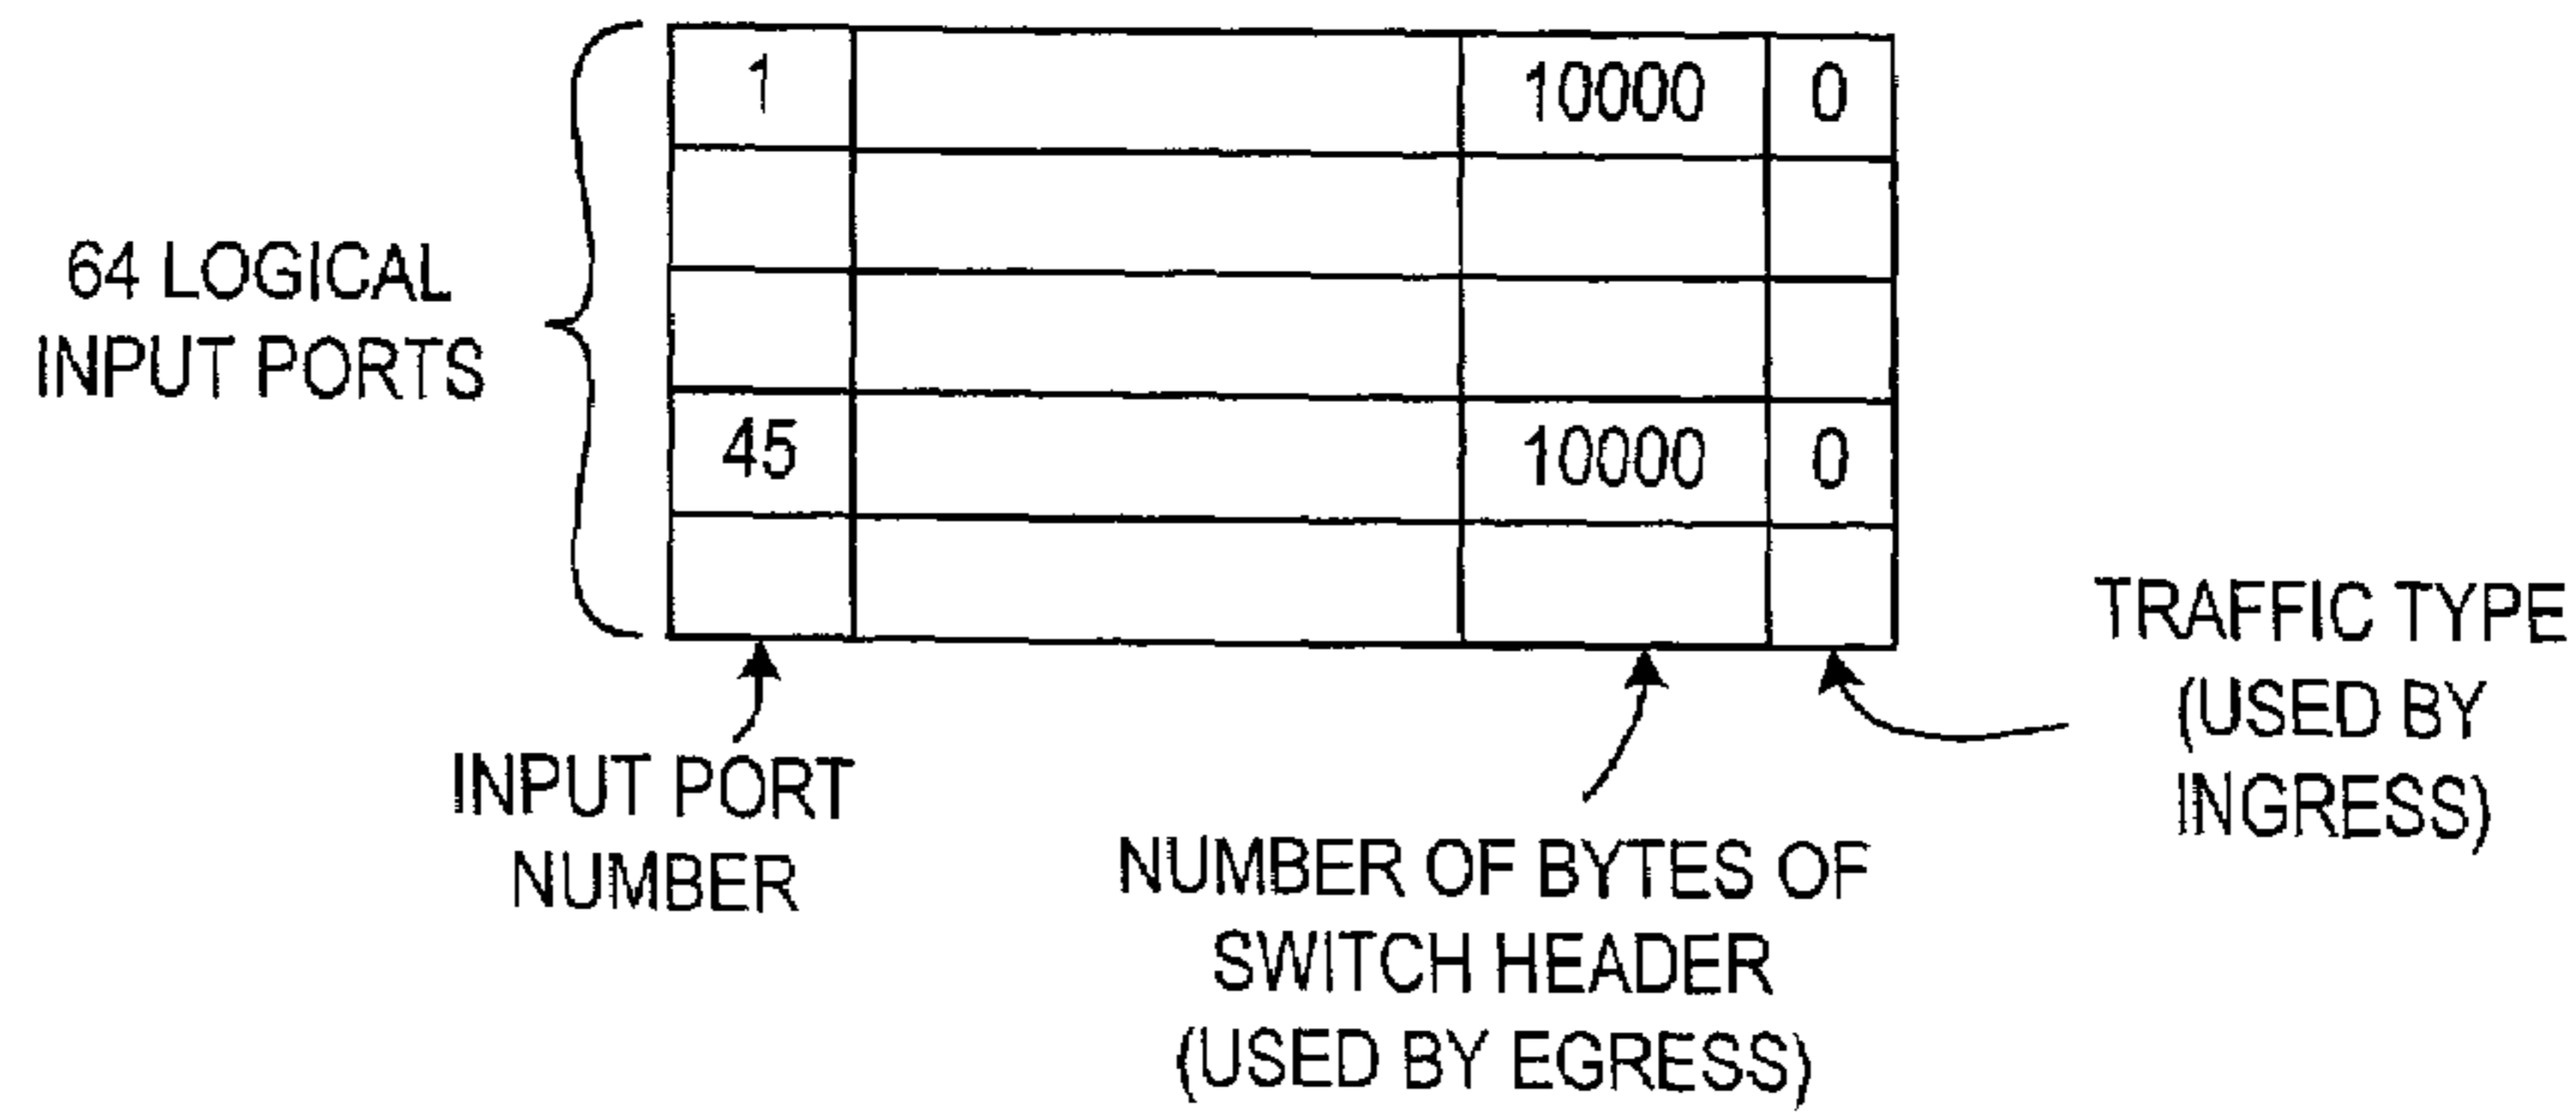 1 10000 0
64 LOGICAL
INPUT PORTS
45 10000 0
INPUT PORT
NUMBER
NUMBER OF BYTES OF
SWITCH HEADER
(USED BY EGRESS)
TRAFFIC TYPE
(USED BY
INGRESS)